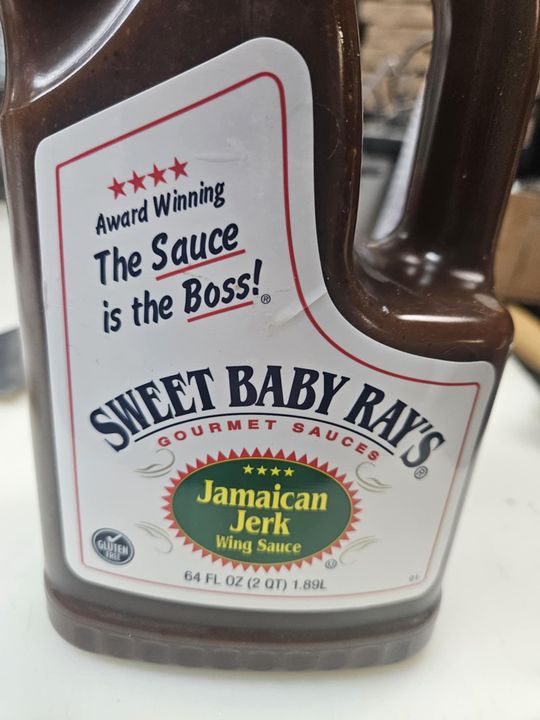 Award Winning
The Sauce
is the Boss!®
SWEET BABY RAY'S®
GOURMET SAUCES
Jamaican
Jerk
Wing Sauce
GLUTEN
FREE
64 FL OZ (2 QT) 1.89L